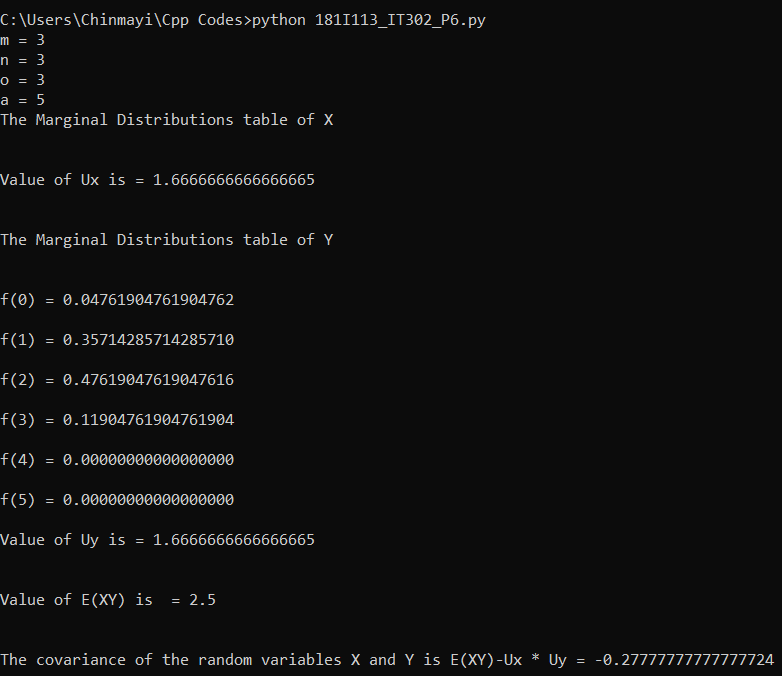 C:\Users\Chinmayi\Cpp Codes>python 181I113_IT302_P6.py
m = 3
n = 3
o = 3
a = 5
The Marginal Distributions table of X
Value of Ux is = 1.6666666666666665
The Marginal Distributions table of Y
f(0) = 0.04761904761904762
f(1) = 0.35714285714285710
f(2) = 0.47619047619047616
f(3) = 0.11904761904761904
f(4) = 0.00000000000000000
f(5) = 0.00000000000000000
Value of Uy is = 1.6666666666666665
Value of E(XY) is  = 2.5
The covariance of the random variables X and Y is E(XY)-Ux * Uy = -0.27777777777777724